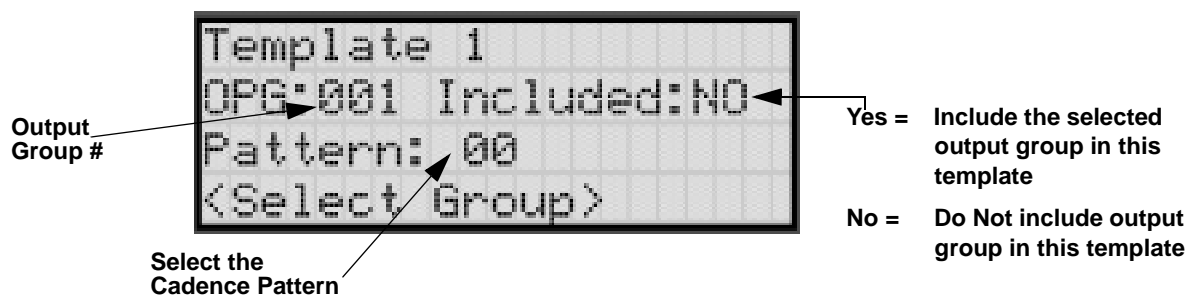 Template 1
OPG:001 Included:NO
Pattern: 00
<Select Group>
Output
Group #
Select the
Cadence Pattern
Yes = Include the selected
output group in this
template
No = Do Not include output
group in this template